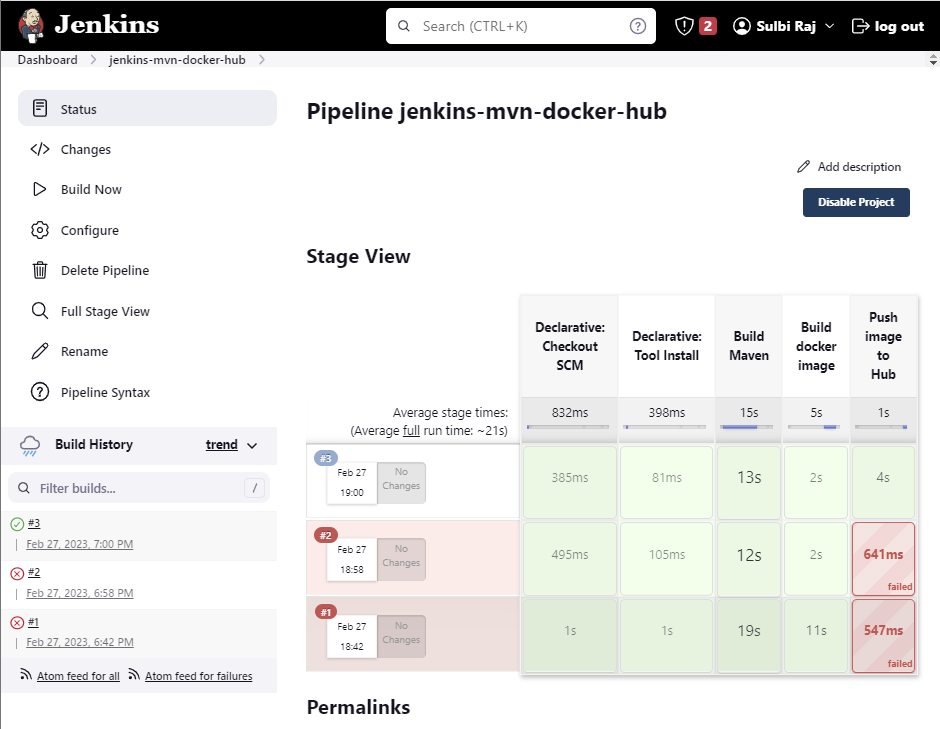 Jenkins
Search (CTRL+K)
?
2
Sulbi Raj
log out
Dashboard
jenkins-mvn-docker-hub
Status
Changes
Build Now
Configure
Delete Pipeline
Full Stage View
Rename
? Pipeline Syntax
Build History
trend
Filter builds...
/
#3
Feb 27, 2023, 7:00 PM
#2
Feb 27, 2023, 6:58 PM
#1
Feb 27, 2023, 6:42 PM
Atom feed for all
Atom feed for failures
Pipeline jenkins-mvn-docker-hub
Add description
Disable Project
Stage View
Declarative:
Checkout
SCM
Declarative:
Tool Install
Build
Maven
Build
docker
image
Push
image
to
Hub
Average stage times:
(Average full run time: ~21s)
832ms
398ms
15s
5s
1s
#3
Feb 27
19:00
No
Changes
385ms
81ms
13s
2s
4s
#2
Feb 27
18:58
No
Changes
495ms
105ms
12s
2s
641ms
failed
#1
Feb 27
18:42
No
Changes
1s
1s
19s
11s
547ms
failed
Permalinks